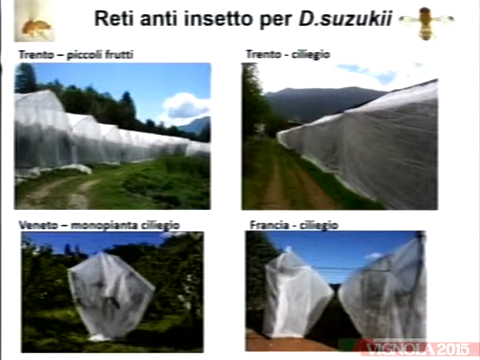 Reti anti insetto per D.suzukii
Trento – piccoli frutti
Trento - ciliegio
Veneto – monopianta ciliegio
Francia - ciliegio
VIGNOLA 2015